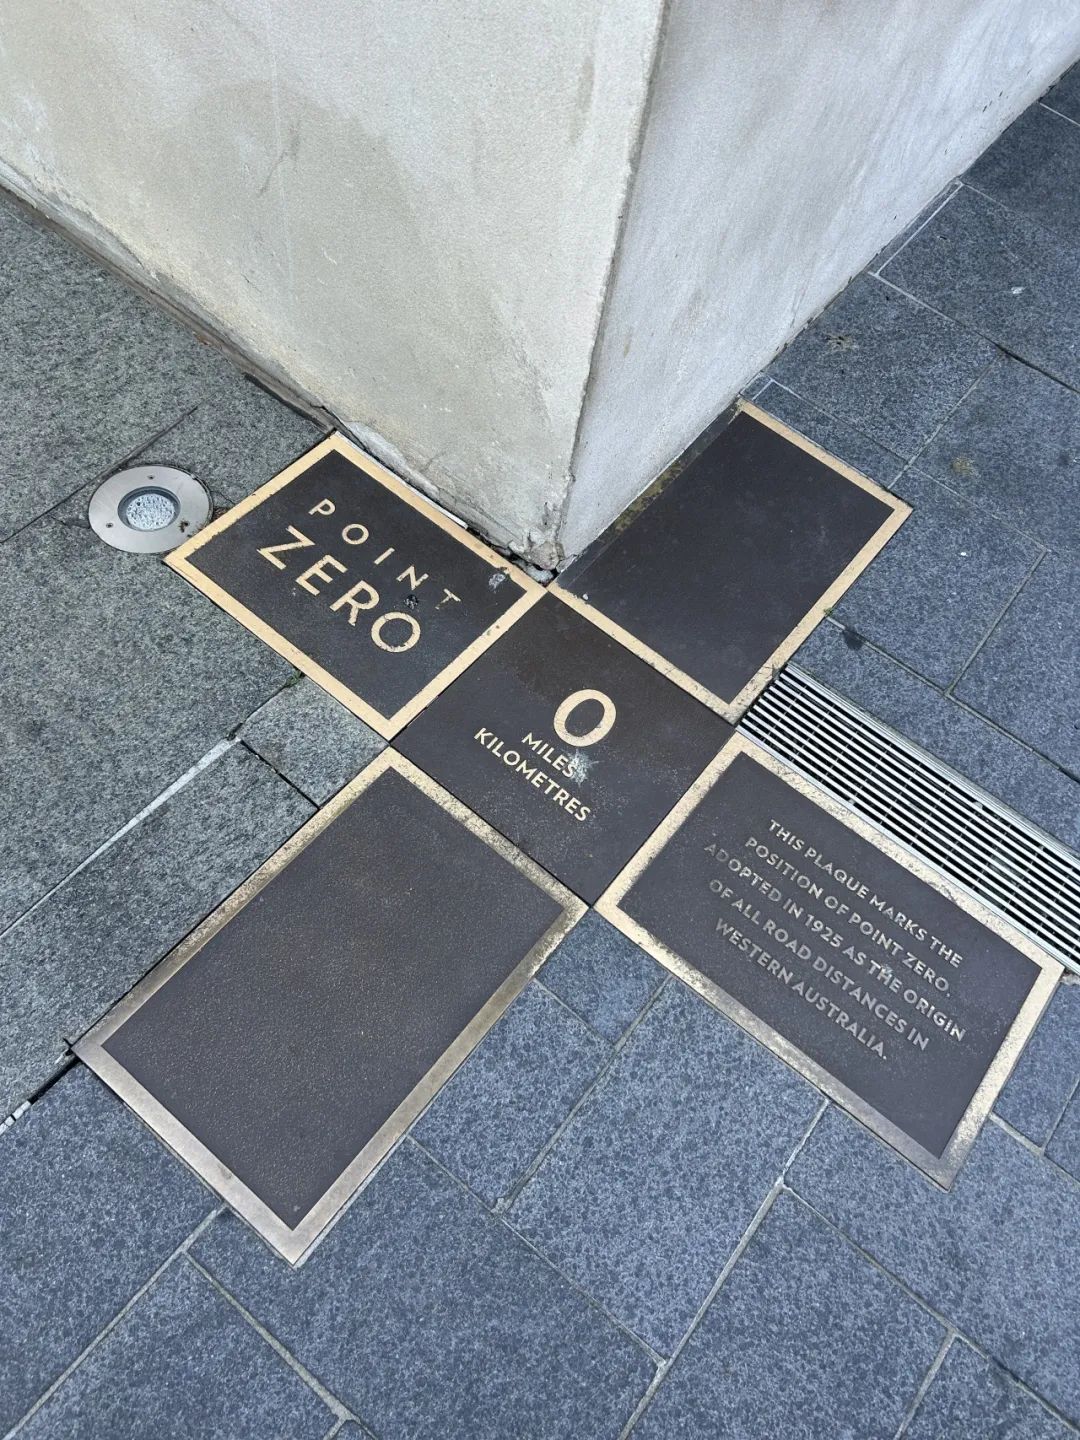 POINT
ZERO
0
MILES
KILOMETRES
THIS PLAQUE MARKS THE
POSITION OF POINT ZERO.
ADOPTED IN 1925 AS THE ORIGIN
OF ALL ROAD DISTANCES IN
WESTERN AUSTRALIA.